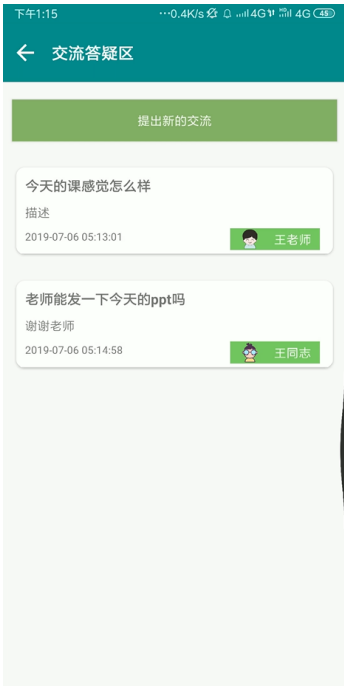 下午1:15
···0.4K/s 4G 4G 45
交流答疑区
提出新的交流
今天的课感觉怎么样
描述
2019-07-06 05:13:01
王老师
老师能发一下今天的ppt吗
谢谢老师
2019-07-06 05:14:58
王同志